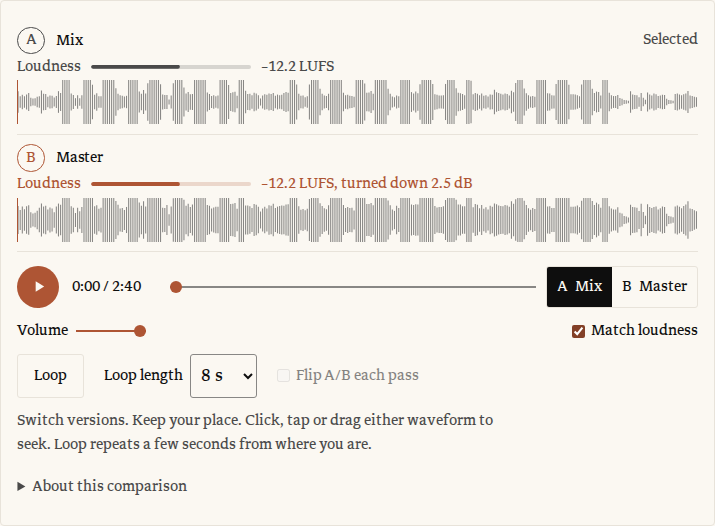 A Mix Selected
Loudness −12.2 LUFS
B Master
Loudness −12.2 LUFS, turned down 2.5 dB
0:00 / 2:40 A Mix B Master
Volume Match loudness
Loop Loop length 8 s Flip A/B each pass
Switch versions. Keep your place. Click, tap or drag either waveform to
seek. Loop repeats a few seconds from where you are.
About this comparison